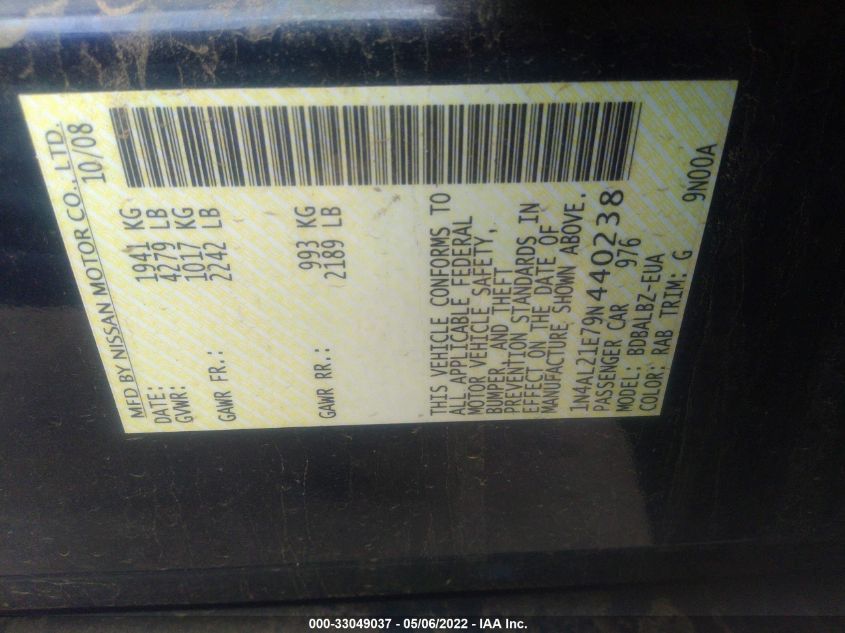 MFD BY NISSAN MOTOR CO., LTD.
DATE: 10/08
GVWR: 1941 KG
4279 LB
GAWR FR.: 1017 KG
2242 LB
GAWR RR.: 993 KG
2189 LB
THIS VEHICLE CONFORMS TO
ALL APPLICABLE FEDERAL
MOTOR VEHICLE SAFETY,
BUMPER, AND THEFT
PREVENTION STANDARDS IN
EFFECT ON THE DATE OF
MANUFACTURE SHOWN ABOVE.
1N4AL21E79N440238
PASSENGER CAR 976
MODEL: BDBALBZ-EUA
COLOR: RAB TRIM: G 9N00A
000-33049037 - 05/06/2022 - IAA Inc.